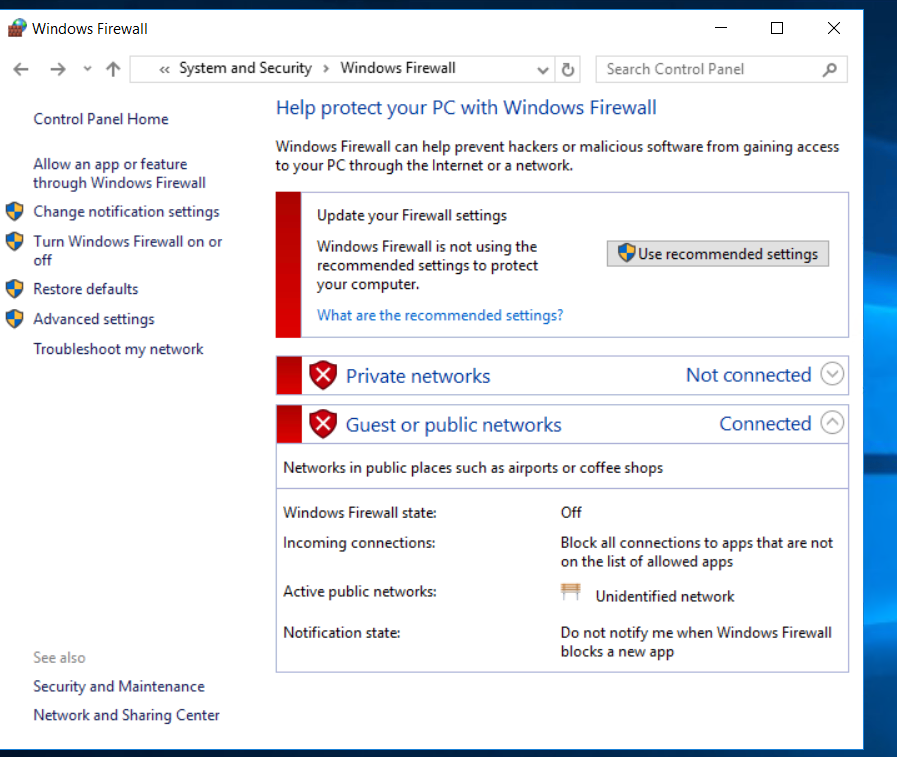 Windows Firewall
« System and Security › Windows Firewall
Search Control Panel
Control Panel Home
Allow an app or feature
through Windows Firewall
Change notification settings
Turn Windows Firewall on or
off
Restore defaults
Advanced settings
Troubleshoot my network
See also
Security and Maintenance
Network and Sharing Center
Help protect your PC with Windows Firewall
Windows Firewall can help prevent hackers or malicious software from gaining access
to your PC through the Internet or a network.
Update your Firewall settings
Windows Firewall is not using the
recommended settings to protect
your computer.
Use recommended settings
What are the recommended settings?
Private networks Not connected
Guest or public networks Connected
Networks in public places such as airports or coffee shops
Windows Firewall state: Off
Incoming connections: Block all connections to apps that are not
on the list of allowed apps
Active public networks: Unidentified network
Notification state: Do not notify me when Windows Firewall
blocks a new app